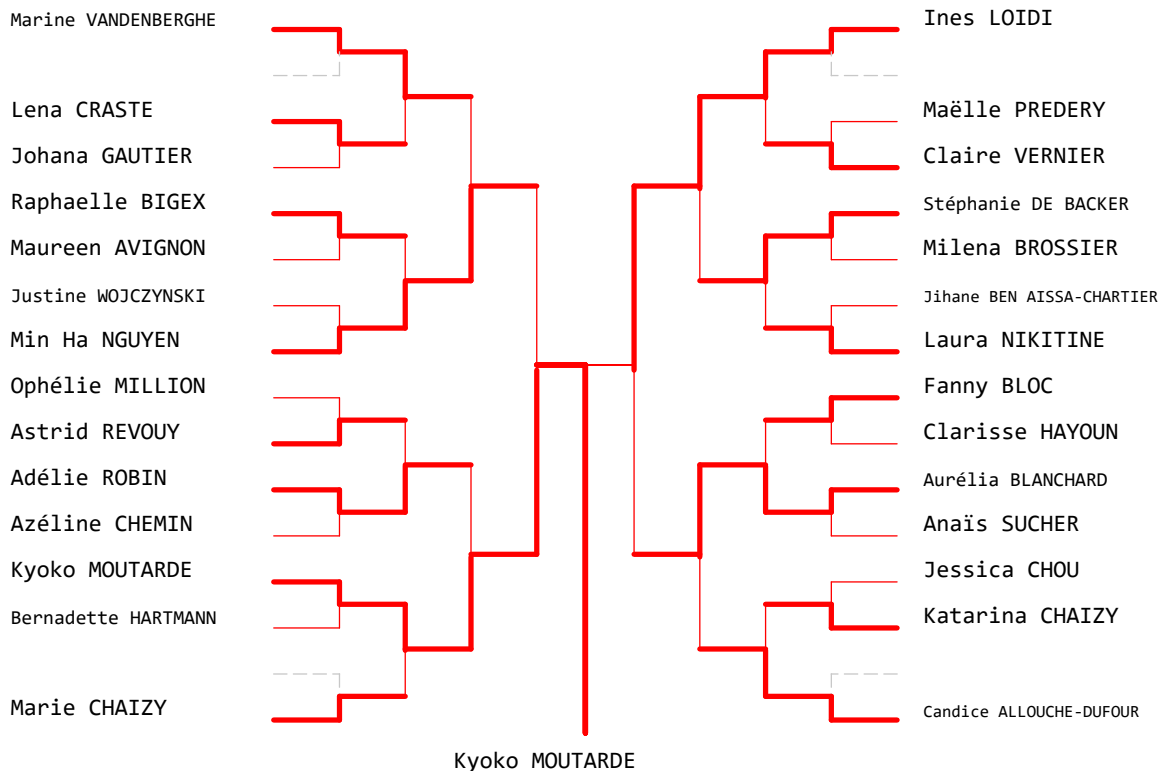 Marine VANDENBERGHE
Lena CRASTE
Johana GAUTIER
Raphaelle BIGEX
Maureen AVIGNON
Justine WOJCZYNSKI
Min Ha NGUYEN
Ophélie MILLION
Astrid REVOUY
Adélie ROBIN
Azéline CHEMIN
Kyoko MOUTARDE
Bernadette HARTMANN
Marie CHAIZY
Ines LOIDI
Maëlle PREDERY
Claire VERNIER
Stéphanie DE BACKER
Milena BROSSIER
Jihane BEN AISSA-CHARTIER
Laura NIKITINE
Fanny BLOC
Clarisse HAYOUN
Aurélia BLANCHARD
Anaïs SUCHER
Jessica CHOU
Katarina CHAIZY
Candice ALLOUCHE-DUFOUR
Kyoko MOUTARDE